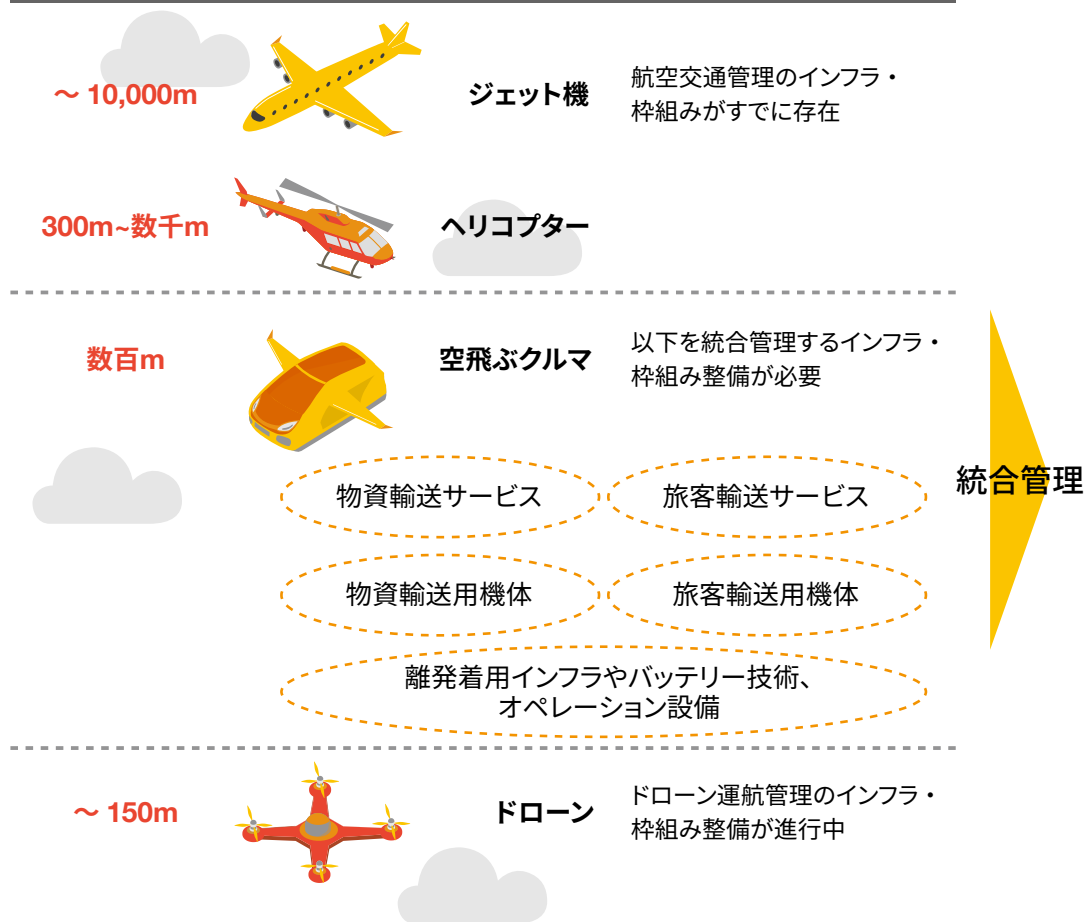 ～ 10,000m
ジェット機
航空交通管理のインフラ・
枠組みがすでに存在
300m~数千m
ヘリコプター
数百m
空飛ぶクルマ
以下を統合管理するインフラ・
枠組み整備が必要
物資輸送サービス
旅客輸送サービス
統合管理
物資輸送用機体
旅客輸送用機体
離発着用インフラやバッテリー技術、
オペレーション設備
～ 150m
ドローン
ドローン運航管理のインフラ・
枠組み整備が進行中